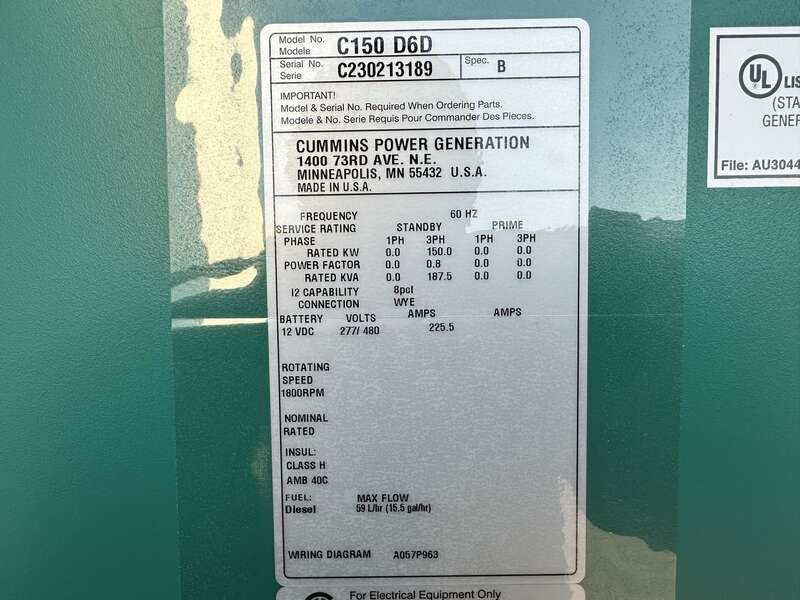 Model No.
Modele
C150 D6D
Serial No.
Serie
C230213189
Spec.
B
IMPORTANT!
Model & Serial No. Required When Ordering Parts.
Modele & No. Serie Requis Pour Commander Des Pieces.
CUMMINS POWER GENERATION
1400 73RD AVE. N.E.
MINNEAPOLIS, MN 55432 U.S.A.
MADE IN U.S.A.
FREQUENCY 60 HZ
SERVICE RATING STANDBY PRIME
PHASE 1PH 3PH 1PH 3PH
RATED KW 0.0 150.0 0.0 0.0
POWER FACTOR 0.0 0.8 0.0 0.0
RATED KVA 0.0 187.5 0.0 0.0
I2 CAPABILITY 8pct
CONNECTION WYE
BATTERY VOLTS AMPS AMPS
12 VDC 277/ 480 225.5
ROTATING
SPEED
1800RPM
NOMINAL
RATED
INSUL:
CLASS H
AMB 40C
FUEL: MAX FLOW
Diesel 59 L/hr (15.5 gal/hr)
WIRING DIAGRAM A057P963
For Electrical Equipment Only
UL
LIS
(STA
GENER
File: AU3044